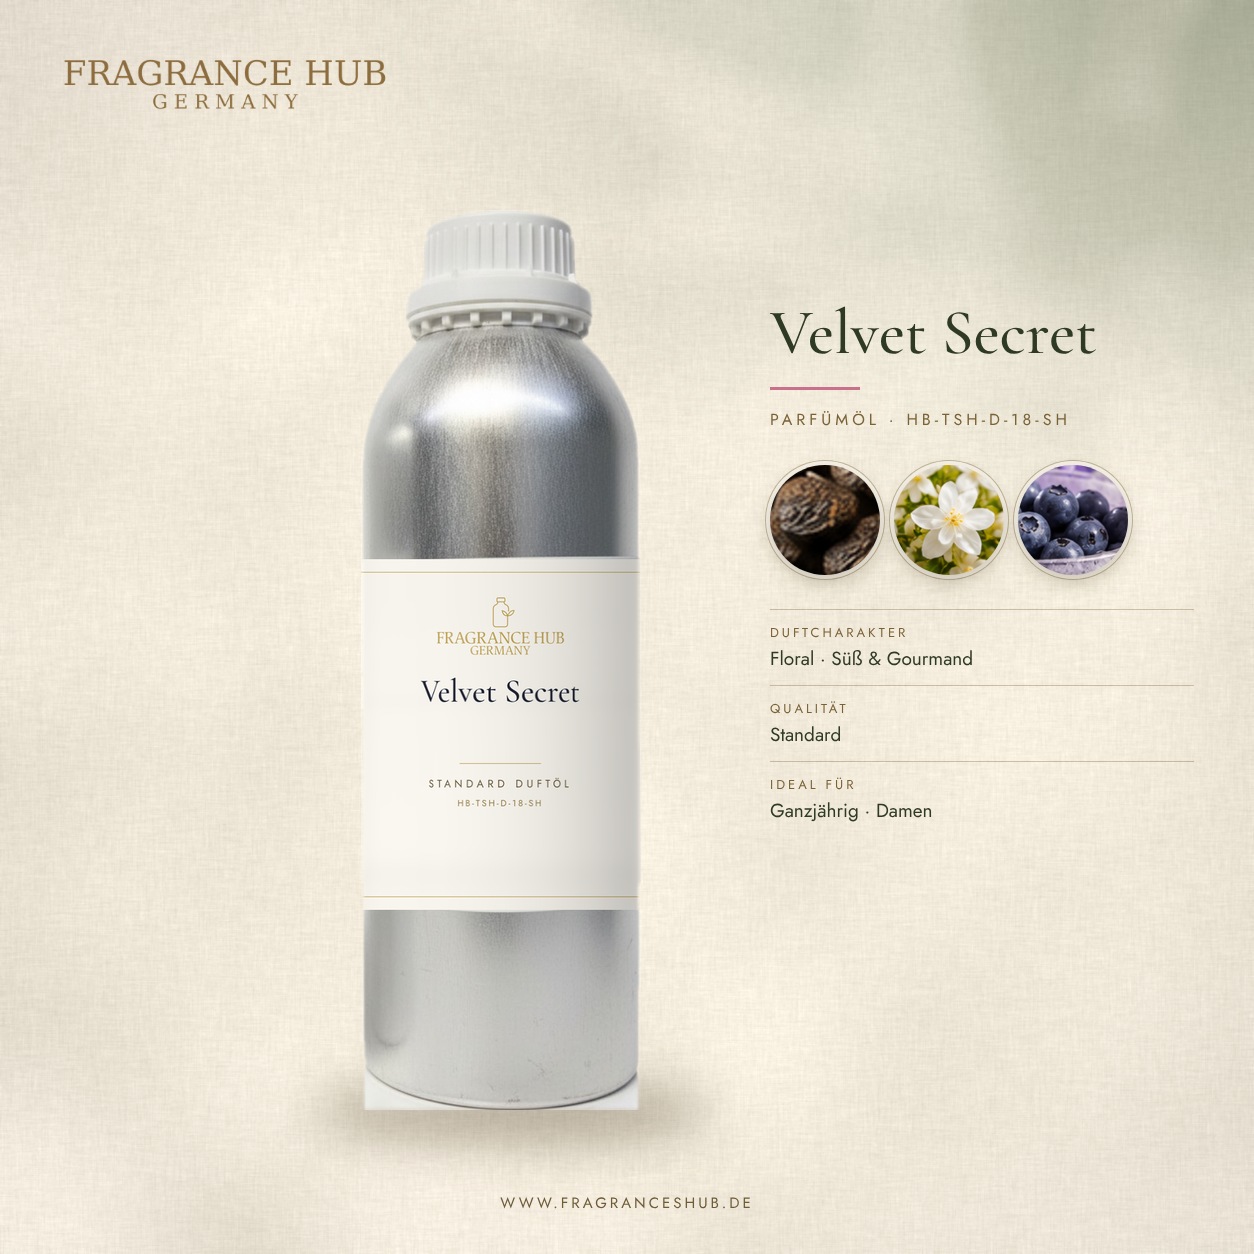 FRAGRANCE HUB
GERMANY
Velvet Secret
PARFÜMÖL · HB-TSH-D-18-SH
DUFTCHARAKTER
Floral · Süß & Gourmand
QUALITÄT
Standard
IDEAL FÜR
Ganzjährig · Damen
FRAGRANCE HUB
GERMANY
Velvet Secret
STANDARD DUFTÖL
HB-TSH-D-18-SH
WWW.FRAGRANCESHUB.DE